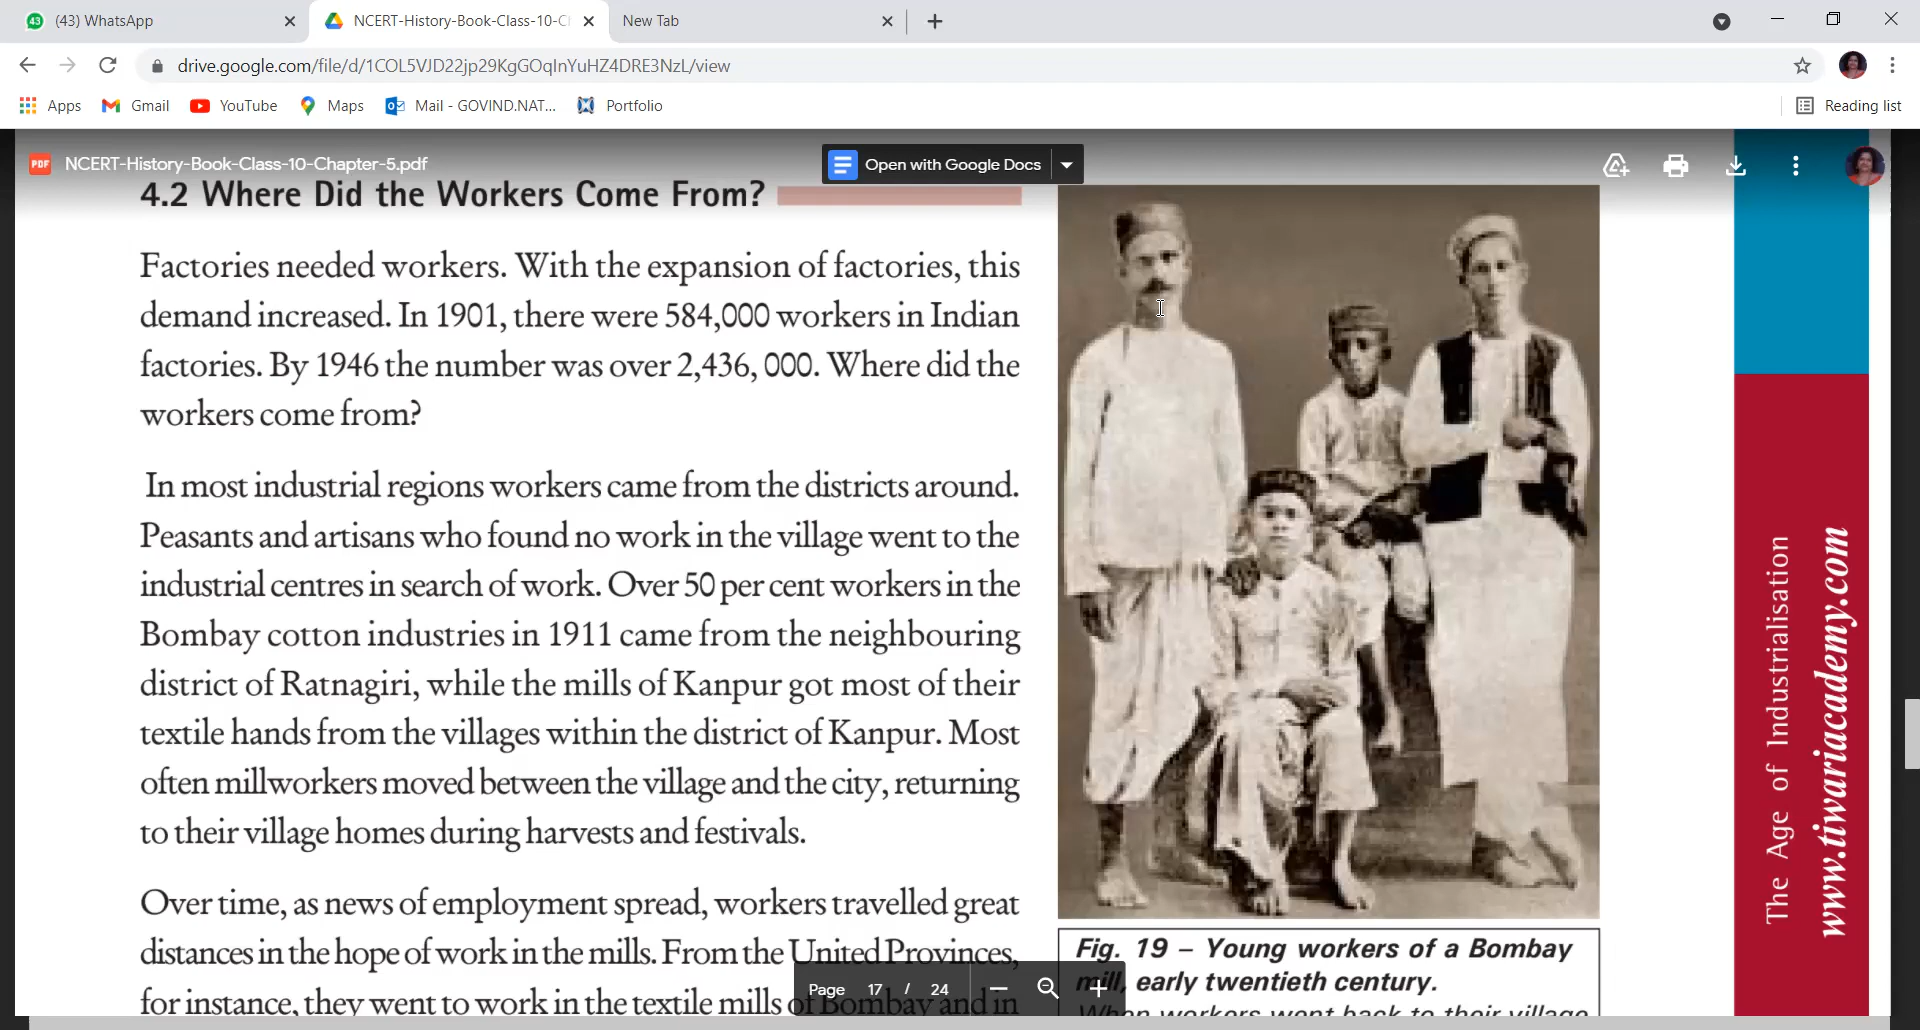 (43) WhatsApp
NCERT-History-Book-Class-10-C
New Tab
drive.google.com/file/d/1COL5VJD22jp29KgGOqInYuHZ4DRE3NzL/view
Apps
Gmail
YouTube
Maps
Mail - GOVIND.NAT...
Portfolio
Reading list
PDF NCERT-History-Book-Class-10-Chapter-5.pdf
Open with Google Docs
4.2 Where Did the Workers Come From?
Factories needed workers. With the expansion of factories, this
demand increased. In 1901, there were 584,000 workers in Indian
factories. By 1946 the number was over 2,436, 000. Where did the
workers come from?
In most industrial regions workers came from the districts around.
Peasants and artisans who found no work in the village went to the
industrial centres in search of work. Over 50 per cent workers in the
Bombay cotton industries in 1911 came from the neighbouring
district of Ratnagiri, while the mills of Kanpur got most of their
textile hands from the villages within the district of Kanpur. Most
often millworkers moved between the village and the city, returning
to their village homes during harvests and festivals.
Over time, as news of employment spread, workers travelled great
distances in the hope of work in the mills. From the United Provinces,
for instance, they went to work in the textile mills of Bombay and in
Fig. 19 – Young workers of a Bombay
mill, early twentieth century.
When workers went back to their village
Page 17 / 24
The Age of Industrialisation
www.tiwariacademy.com